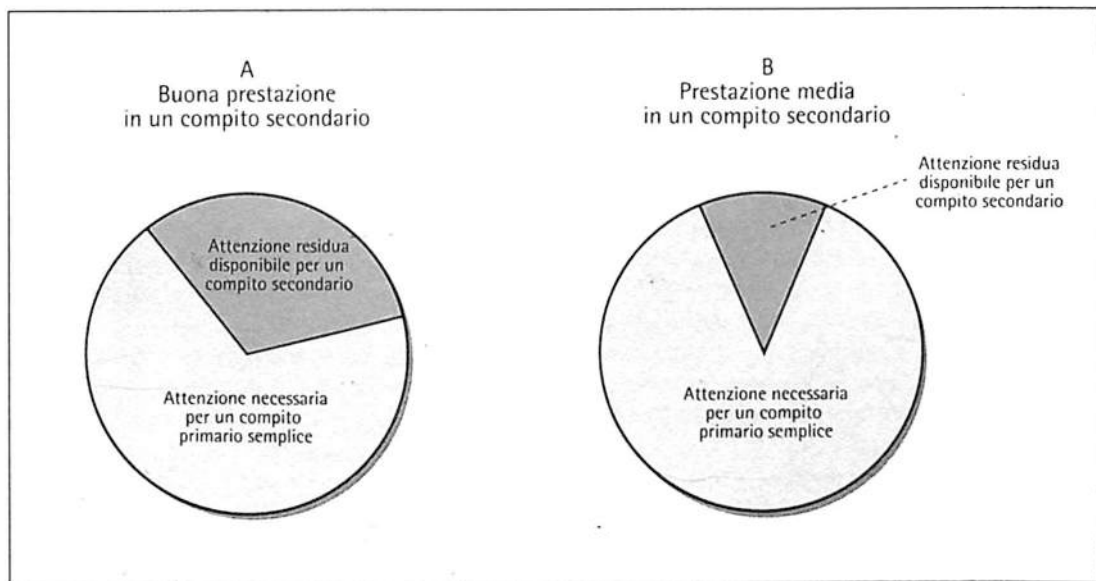 A
Buona prestazione
in un compito secondario
Attenzione residua
disponibile per un
compito secondario
Attenzione necessaria
per un compito
primario semplice
B
Prestazione media
in un compito secondario
Attenzione residua
disponibile per un
compito secondario
Attenzione necessaria
per un compito
primario semplice